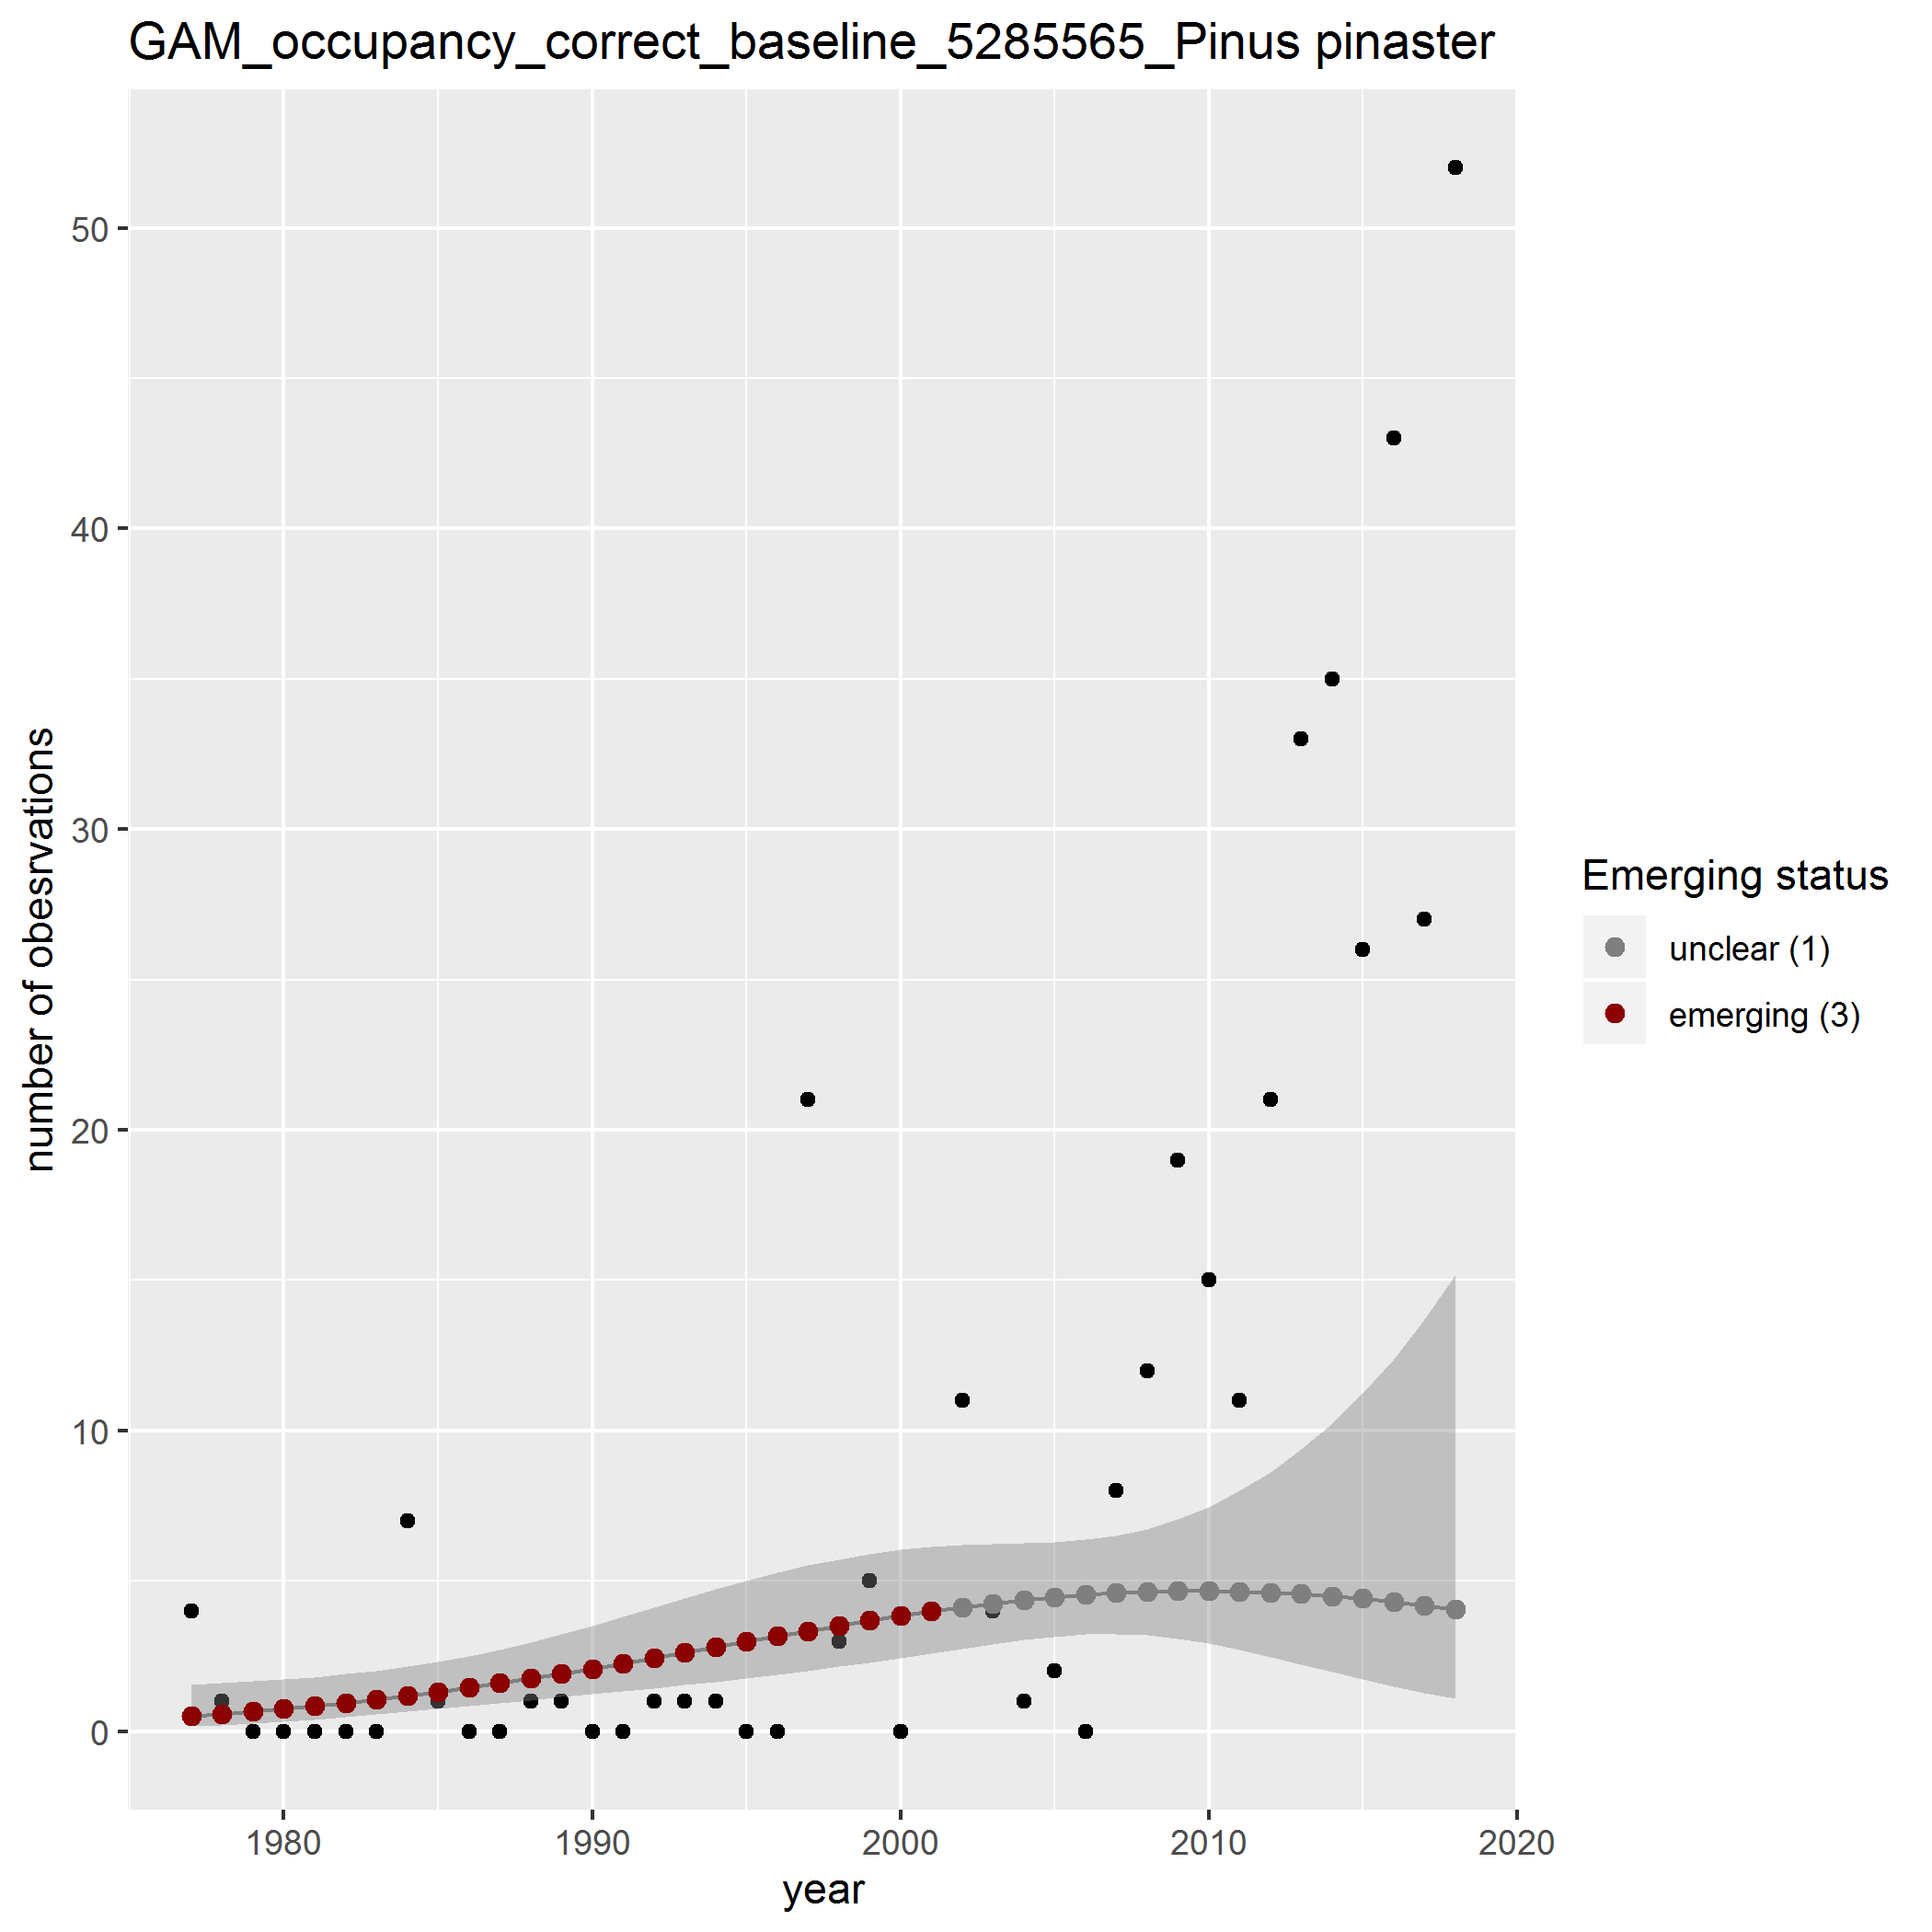 GAM_occupancy_correct_baseline_5285565_Pinus pinaster
number of obesrvations
50
40
30
20
10
0
1980
1990
2000
2010
2020
year
Emerging status
unclear (1)
emerging (3)